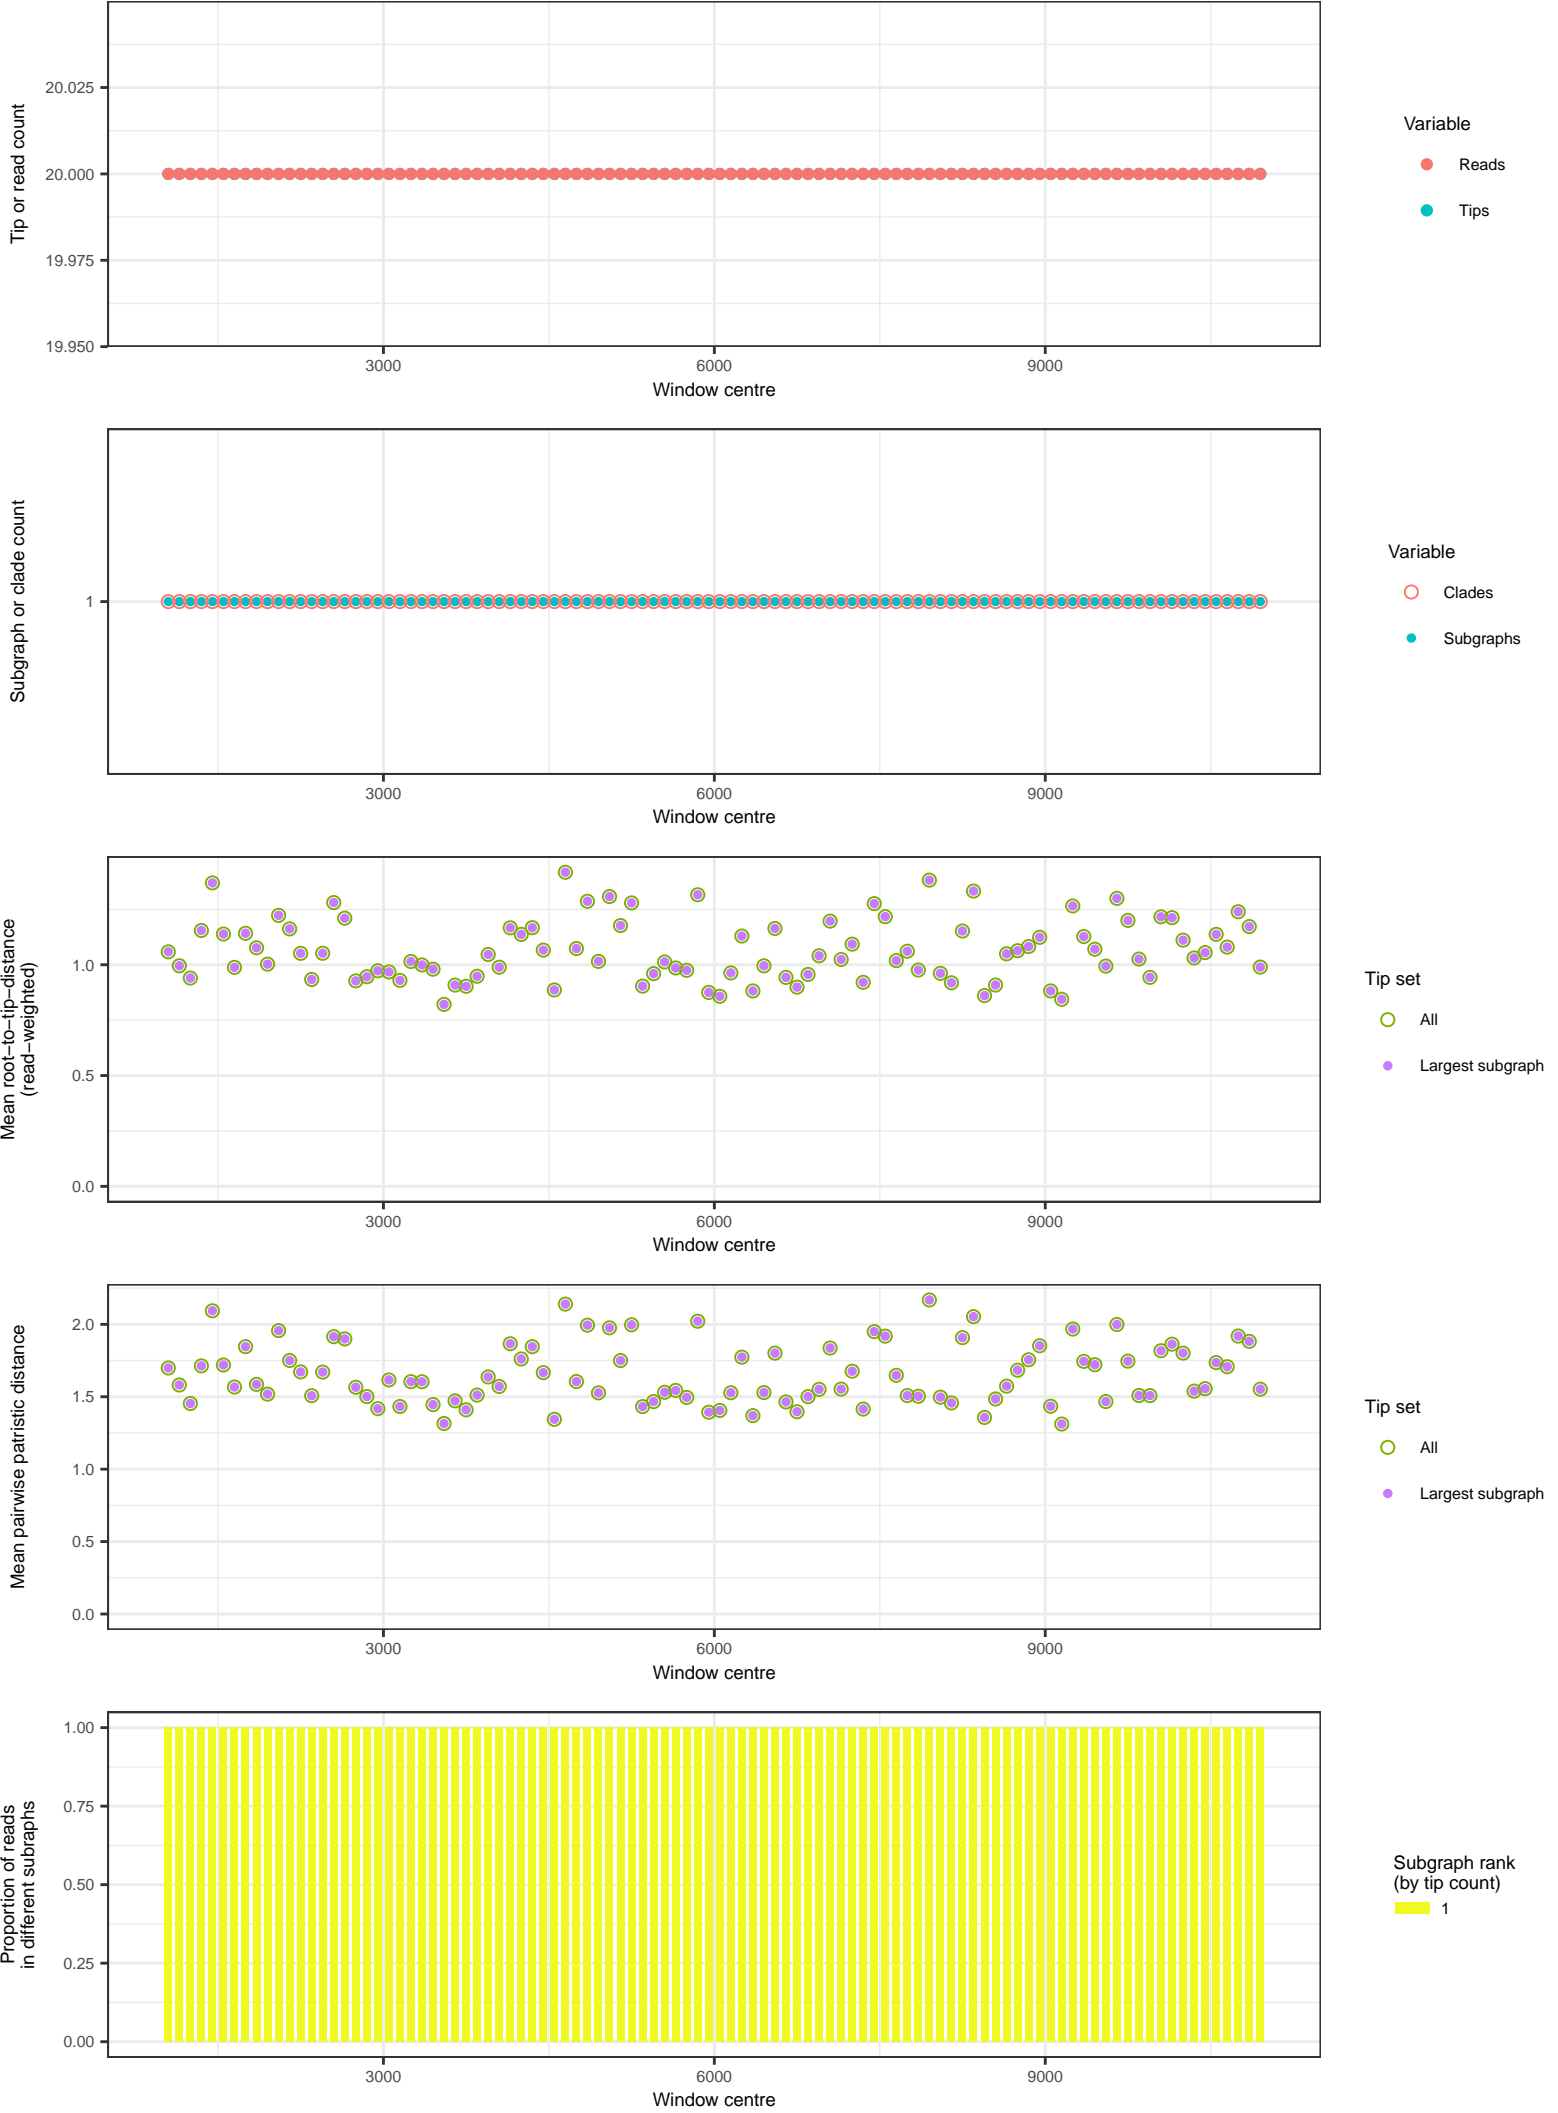 20.025
20.000
19.975
19.950
Tip or read count
3000
6000
9000
Window centre
Variable
Reads
Tips
1
Subgraph or clade count
3000
6000
9000
Window centre
Variable
Clades
Subgraphs
1.0
0.5
0.0
Mean root−to−tip−distance
(read−weighted)
3000
6000
9000
Window centre
Tip set
All
Largest subgraph
2.0
1.5
1.0
0.5
0.0
Mean pairwise patristic distance
3000
6000
9000
Window centre
Tip set
All
Largest subgraph
1.00
0.75
0.50
0.25
0.00
Proportion of reads
in different subraphs
3000
6000
9000
Window centre
Subgraph rank
(by tip count)
1